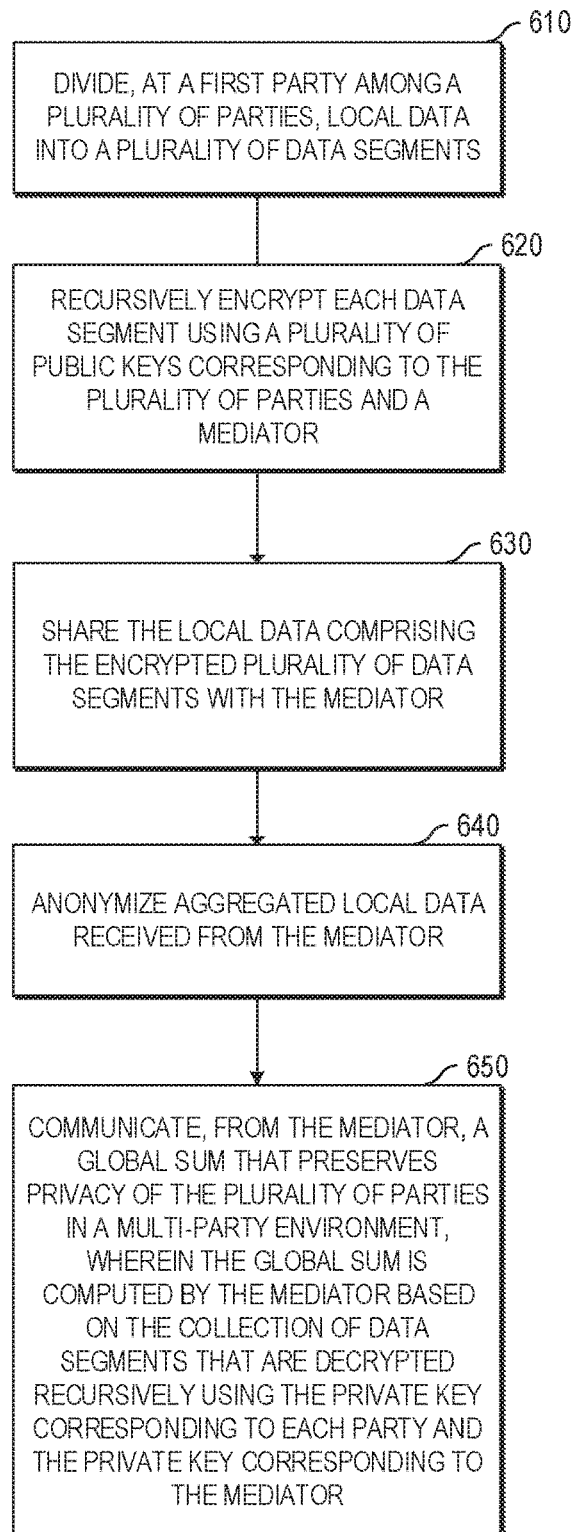 610
DIVIDE, AT A FIRST PARTY AMONG A
PLURALITY OF PARTIES, LOCAL DATA
INTO A PLURALITY OF DATA SEGMENTS
620
RECURSIVELY ENCRYPT EACH DATA
SEGMENT USING A PLURALITY OF
PUBLIC KEYS CORRESPONDING TO THE
PLURALITY OF PARTIES AND A
MEDIATOR
630
SHARE THE LOCAL DATA COMPRISING
THE ENCRYPTED PLURALITY OF DATA
SEGMENTS WITH THE MEDIATOR
640
ANONYMIZE AGGREGATED LOCAL DATA
RECEIVED FROM THE MEDIATOR
650
COMMUNICATE, FROM THE MEDIATOR, A
GLOBAL SUM THAT PRESERVES
PRIVACY OF THE PLURALITY OF PARTIES
IN A MULTI-PARTY ENVIRONMENT,
WHEREIN THE GLOBAL SUM IS
COMPUTED BY THE MEDIATOR BASED
ON THE COLLECTION OF DATA
SEGMENTS THAT ARE DECRYPTED
RECURSIVELY USING THE PRIVATE KEY
CORRESPONDING TO EACH PARTY AND
THE PRIVATE KEY CORRESPONDING TO
THE MEDIATOR